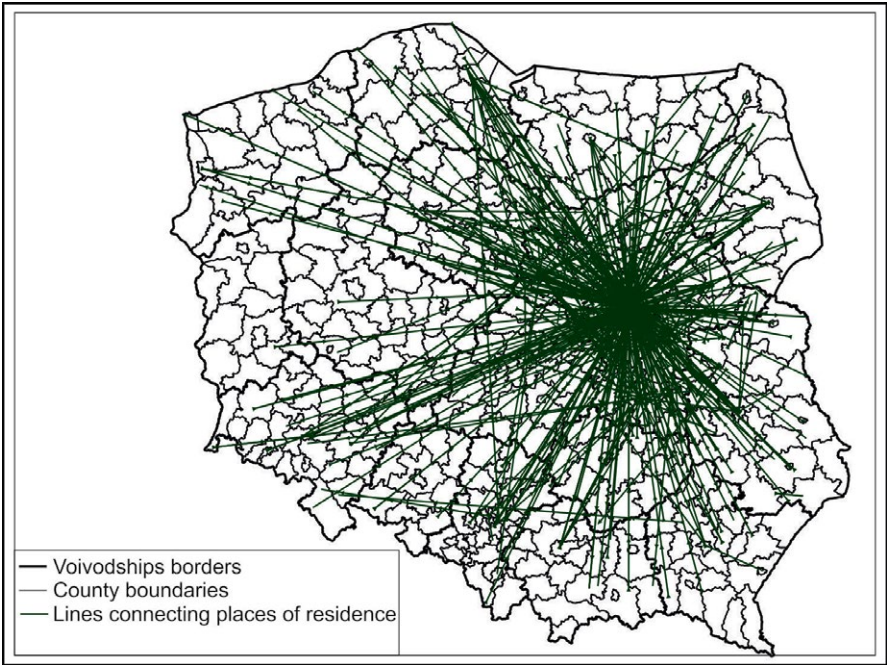 Voivodships borders
County boundaries
Lines connecting places of residence